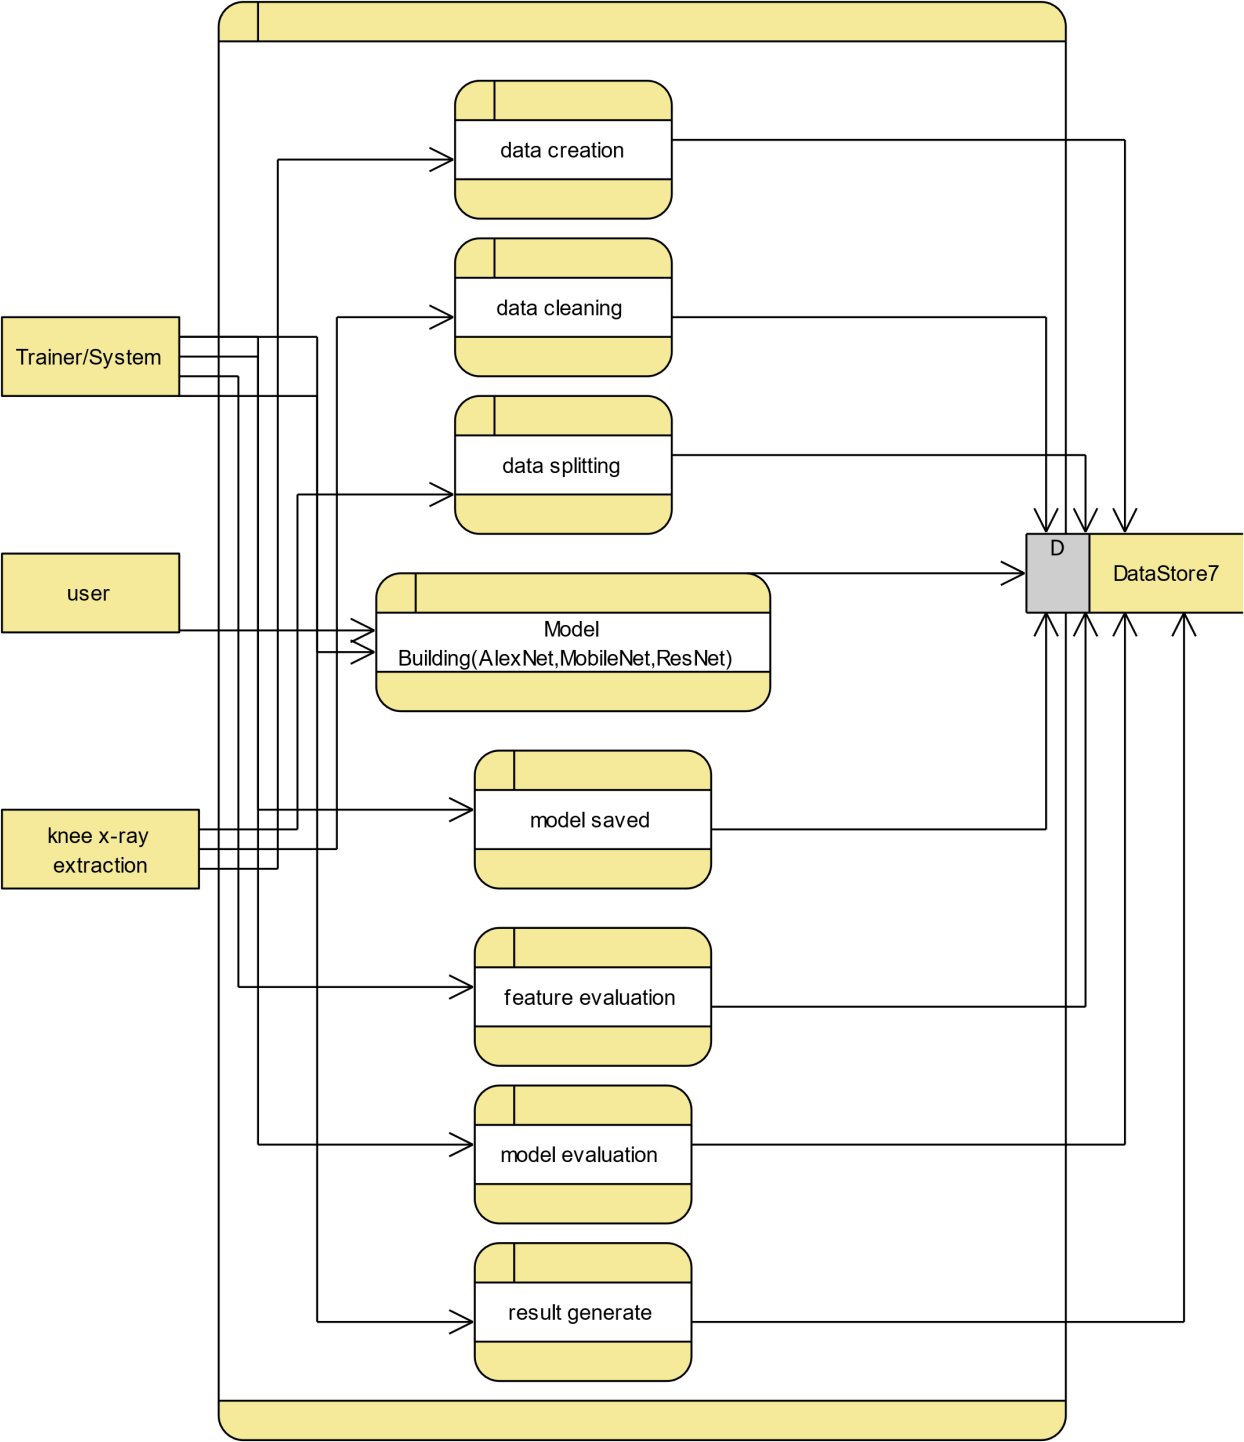 data creation
data cleaning
Trainer/System
data splitting
D
DataStore7
user
Model
Building(AlexNet,MobileNet,ResNet)
model saved
knee x-ray
extraction
feature evaluation
model evaluation
result generate